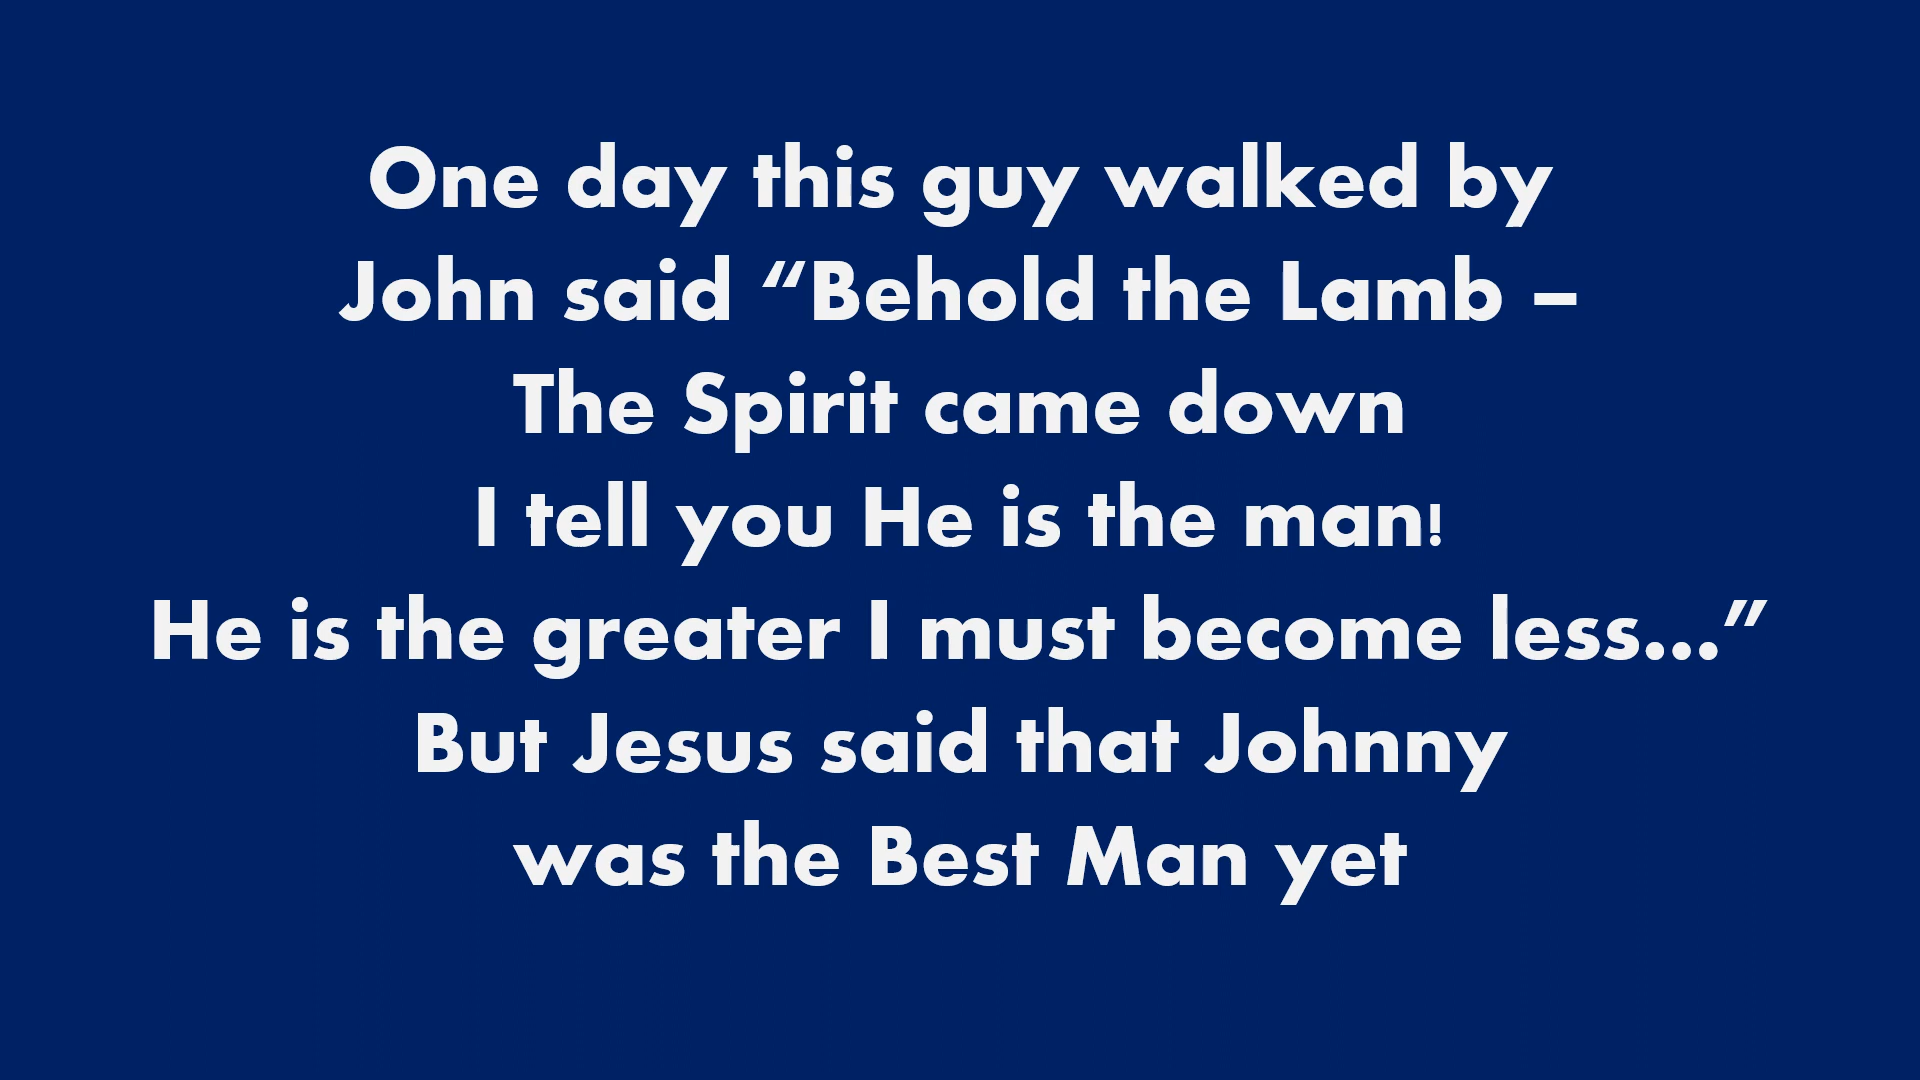 One day this guy walked by
John said “Behold the Lamb –
The Spirit came down
I tell you He is the man!
He is the greater I must become less...”
But Jesus said that Johnny
was the Best Man yet